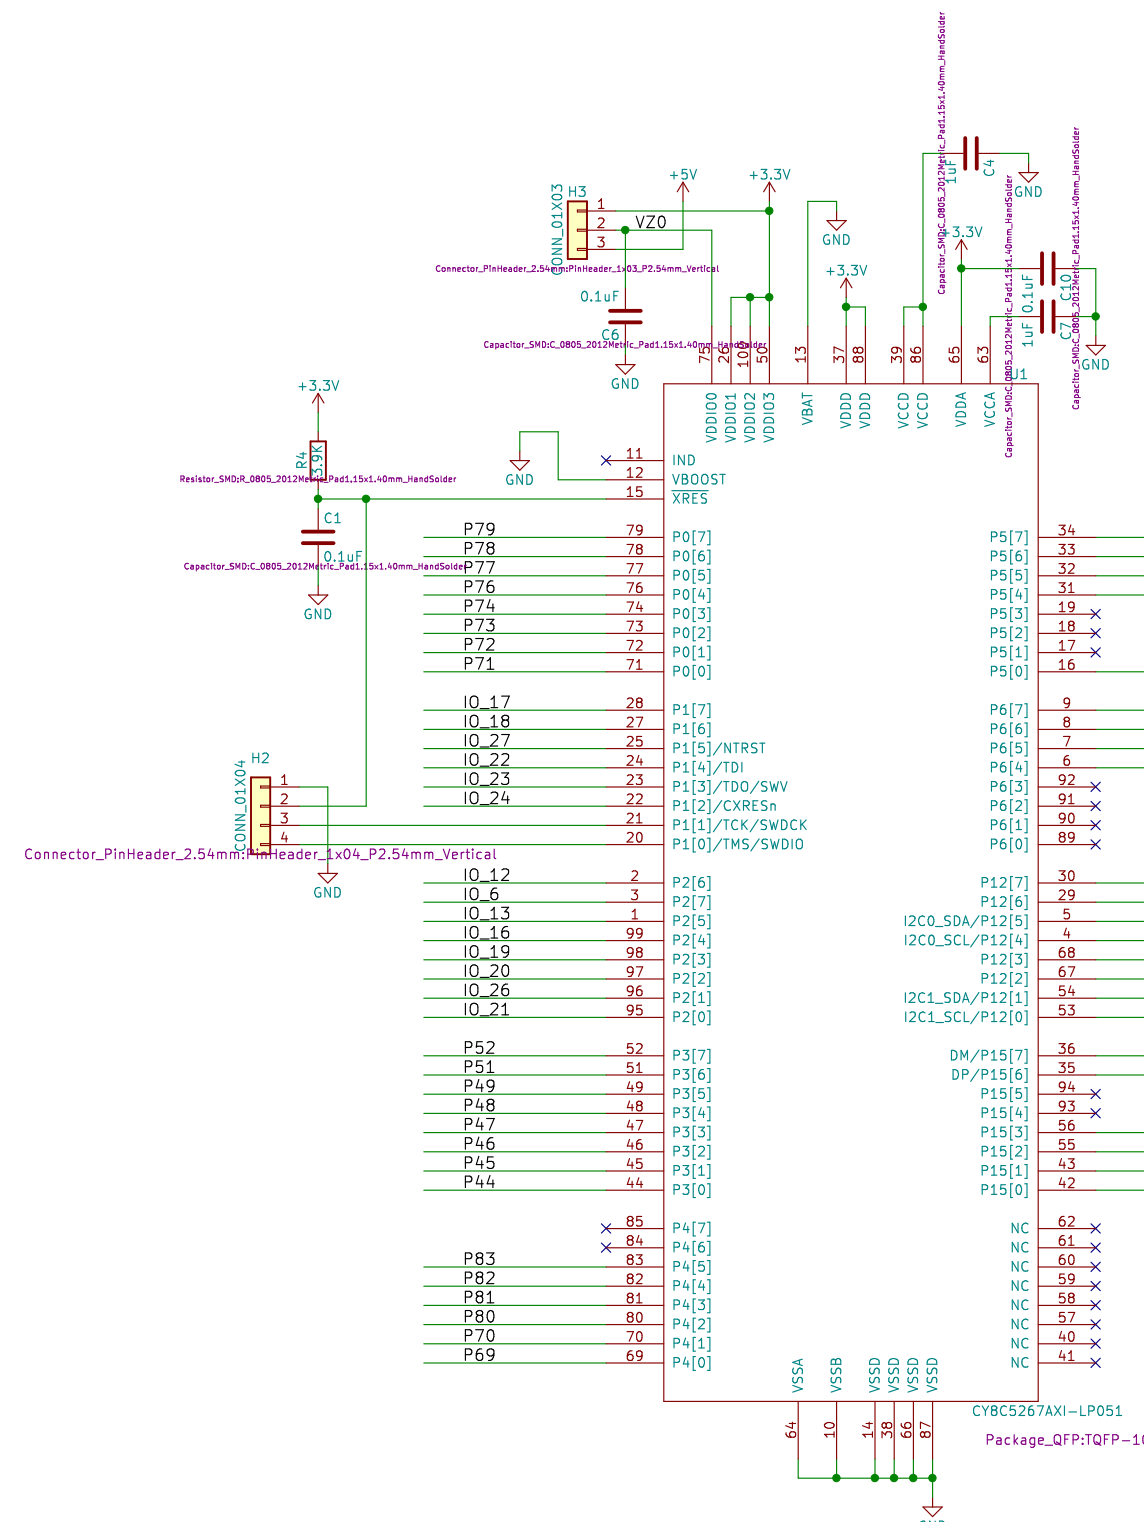 Capacitor_SMD:C_0805_2012Metric_Pad1.15x1.40mm_HandSolder
1uF
C4
GND
Capacitor_SMD:C_0805_2012Metric_Pad1.15x1.40mm_HandSolder
+3.3V
0.1uF
C10
Capacitor_SMD:C_0805_2012Metric_Pad1.15x1.40mm_HandSolder
1uF
C7
GND
+5V
+3.3V
H3
CONN_01X03
1
2
3
VZ0
Connector_PinHeader_2.54mm:PinHeader_1x03_P2.54mm_Vertical
GND
+3.3V
0.1uF
C6
Capacitor_SMD:C_0805_2012Metric_Pad1.15x1.40mm_HandSolder
GND
75
26
100
50
13
37
88
39
86
65
63
U1
VDDIO0
VDDIO1
VDDIO2
VDDIO3
VBAT
VDDD
VDDD
VCCD
VCCD
VDDA
VCCA
+3.3V
R4
3.9K
Resistor_SMD:R_0805_2012Metric_Pad1.15x1.40mm_HandSolder
GND
C1
0.1uF
Capacitor_SMD:C_0805_2012Metric_Pad1.15x1.40mm_HandSolder
GND
11 IND
12 VBOOST
15 XRES
P79 79 P0[7] P5[7] 34
P78 78 P0[6] P5[6] 33
P77 77 P0[5] P5[5] 32
P76 76 P0[4] P5[4] 31
P74 74 P0[3] P5[3] 19
P73 73 P0[2] P5[2] 18
P72 72 P0[1] P5[1] 17
P71 71 P0[0] P5[0] 16
IO_17 28 P1[7] P6[7] 9
IO_18 27 P1[6] P6[6] 8
IO_27 25 P1[5]/NTRST P6[5] 7
IO_22 24 P1[4]/TDI P6[4] 6
IO_23 23 P1[3]/TDO/SWV P6[3] 92
IO_24 22 P1[2]/CXRESn P6[2] 91
21 P1[1]/TCK/SWDCK P6[1] 90
20 P1[0]/TMS/SWDIO P6[0] 89
H2
CONN_01X04
1
2
3
4
Connector_PinHeader_2.54mm:PinHeader_1x04_P2.54mm_Vertical
GND
IO_12 2 P2[6] P12[7] 30
IO_6 3 P2[7] P12[6] 29
IO_13 1 P2[5] I2C0_SDA/P12[5] 5
IO_16 99 P2[4] I2C0_SCL/P12[4] 4
IO_19 98 P2[3] P12[3] 68
IO_20 97 P2[2] P12[2] 67
IO_26 96 P2[1] I2C1_SDA/P12[1] 54
IO_21 95 P2[0] I2C1_SCL/P12[0] 53
P52 52 P3[7] DM/P15[7] 36
P51 51 P3[6] DP/P15[6] 35
P49 49 P3[5] P15[5] 94
P48 48 P3[4] P15[4] 93
P47 47 P3[3] P15[3] 56
P46 46 P3[2] P15[2] 55
P45 45 P3[1] P15[1] 43
P44 44 P3[0] P15[0] 42
85 P4[7] NC 62
84 P4[6] NC 61
P83 83 P4[5] NC 60
P82 82 P4[4] NC 59
P81 81 P4[3] NC 58
P80 80 P4[2] NC 57
P70 70 P4[1] NC 40
P69 69 P4[0] NC 41
VSSA
VSSB
VSSD
VSSD
VSSD
VSSD
64
10
14
38
66
87
CY8C5267AXI-LP051
Package_QFP:TQFP-10